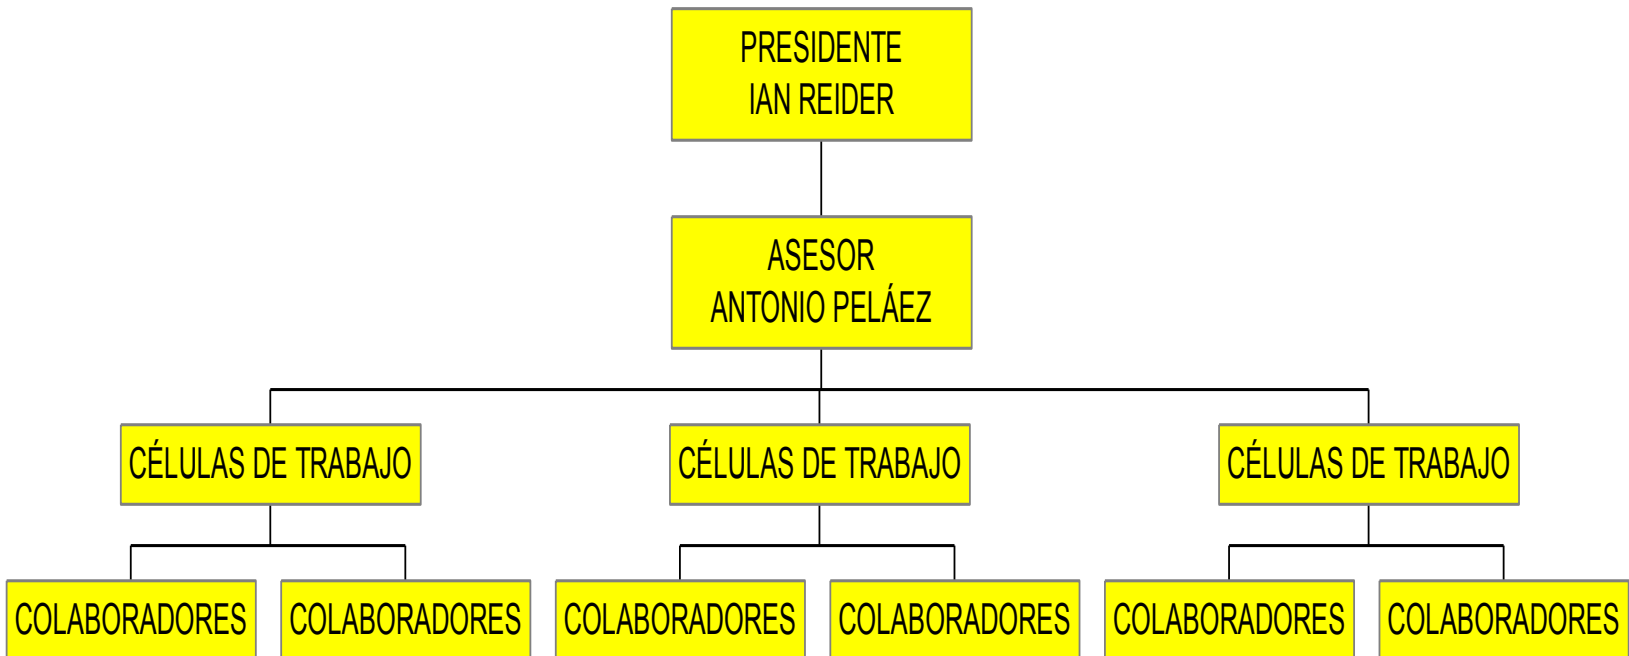 PRESIDENTE
IAN REIDER
ASESOR
ANTONIO PELÁEZ
CÉLULAS DE TRABAJO
CÉLULAS DE TRABAJO
CÉLULAS DE TRABAJO
COLABORADORES
COLABORADORES
COLABORADORES
COLABORADORES
COLABORADORES
COLABORADORES